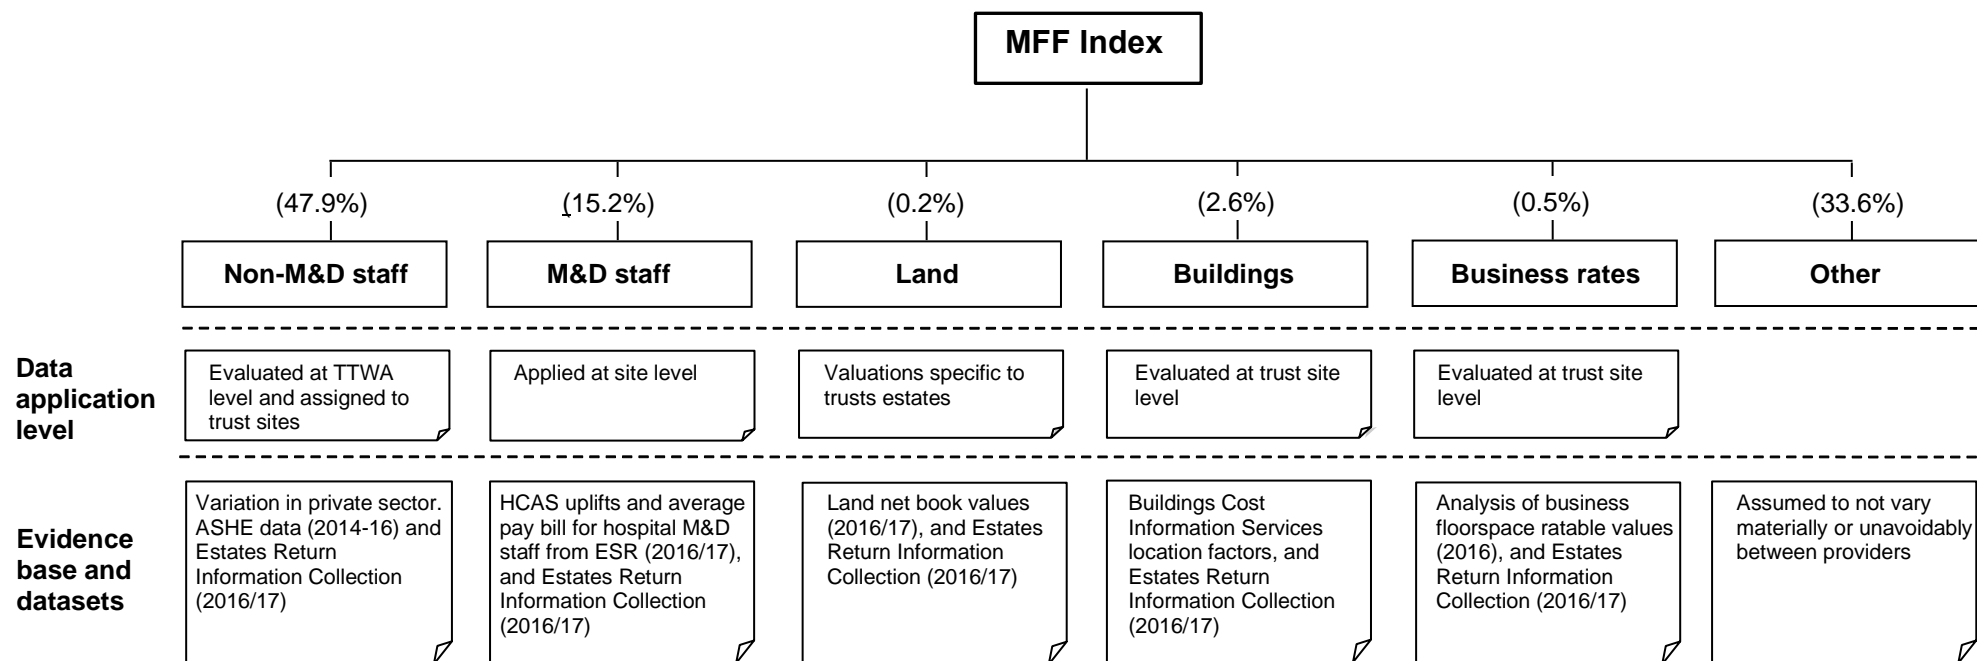 MFF Index
(47.9%)
(15.2%)
(0.2%)
(2.6%)
(0.5%)
(33.6%)
Non-M&D staff
M&D staff
Land
Buildings
Business rates
Other
Data
application
level
Evaluated at TTWA
level and assigned to
trust sites
Applied at site level
Valuations specific to
trusts estates
Evaluated at trust site
level
Evaluated at trust site
level
Evidence
base and
datasets
Variation in private sector.
ASHE data (2014-16) and
Estates Return
Information Collection
(2016/17)
HCAS uplifts and average
pay bill for hospital M&D
staff from ESR (2016/17),
and Estates Return
Information Collection
(2016/17)
Land net book values
(2016/17), and Estates
Return Information
Collection (2016/17)
Buildings Cost
Information Services
location factors, and
Estates Return
Information Collection
(2016/17)
Analysis of business
floorspace ratable values
(2016), and Estates
Return Information
Collection (2016/17)
Assumed to not vary
materially or unavoidably
between providers